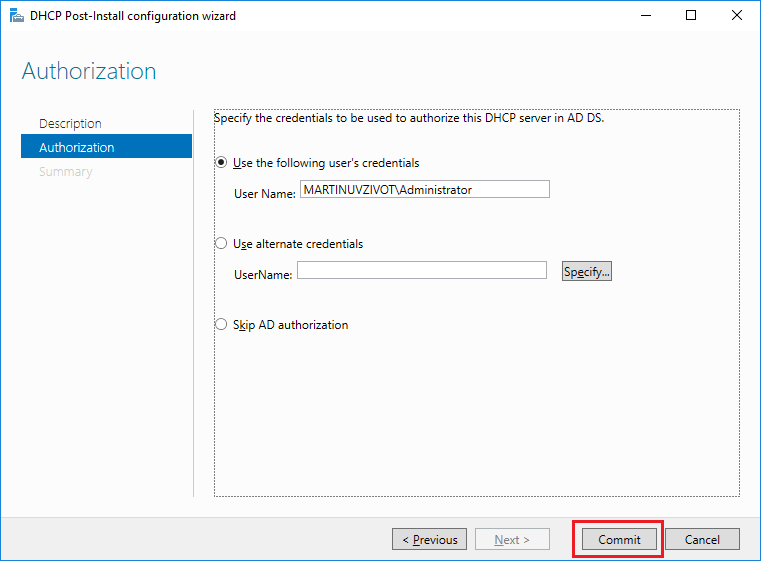 DHCP Post-Install configuration wizard
Authorization
Description
Authorization
Summary
Specify the credentials to be used to authorize this DHCP server in AD DS.
Use the following user's credentials
User Name: MARTINUVZIVOT\Administrator
Use alternate credentials
UserName:
Specify...
Skip AD authorization
< Previous
Next >
Commit
Cancel